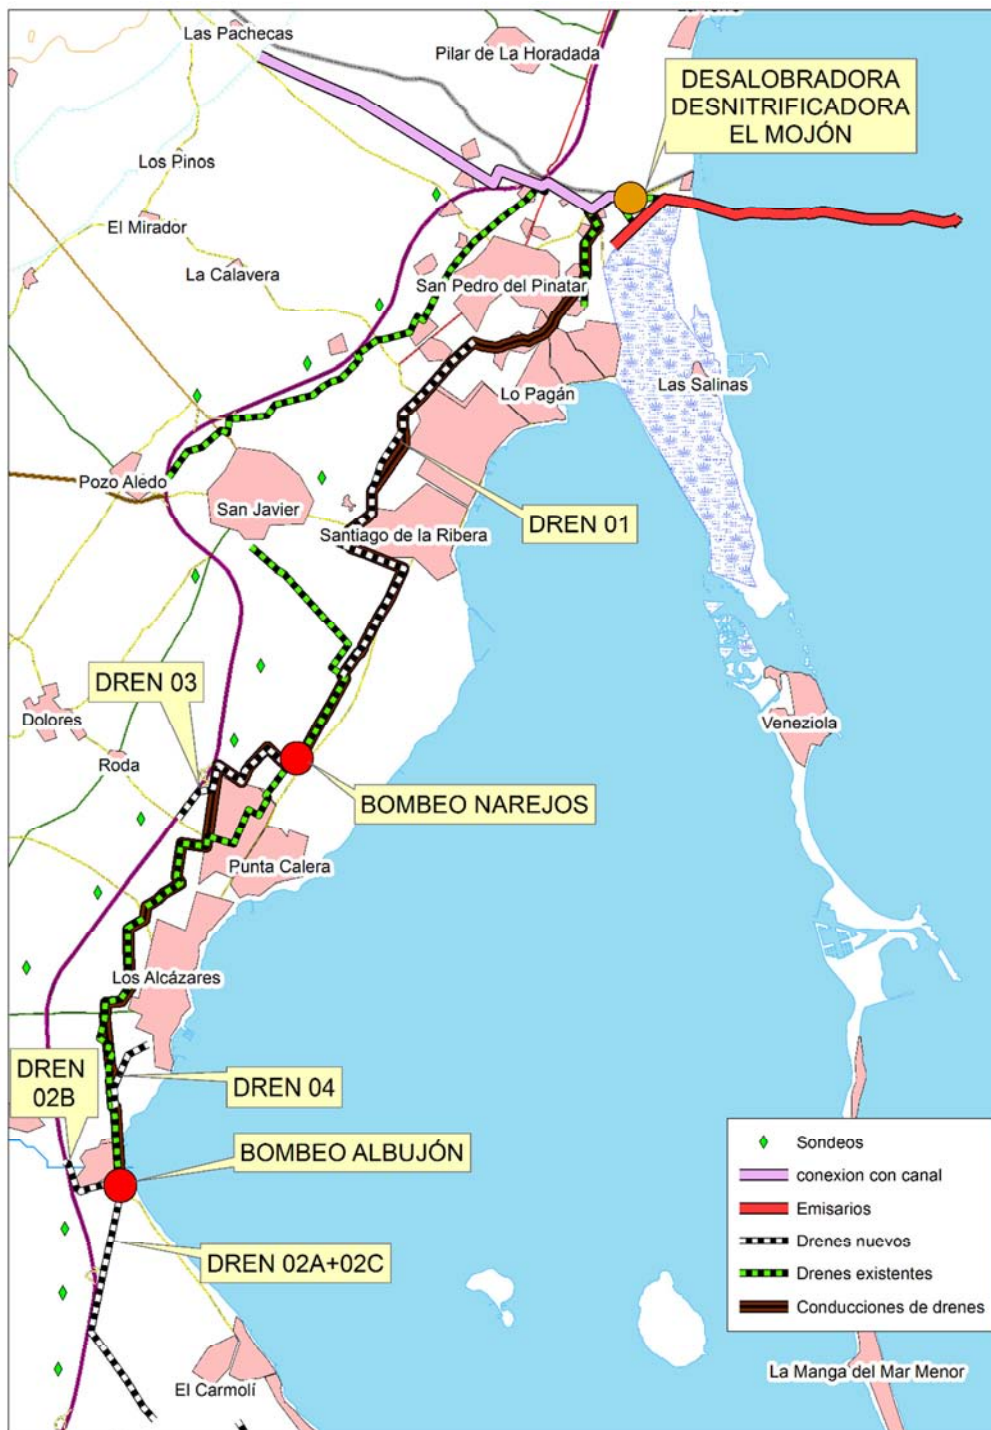 Las Pachecas
Pilar de La Horadada
DESALOBRADORA
DESNITRIFICADORA
EL MOJÓN
Los Pinos
El Mirador
La Calavera
San Pedro del Pinatar
Lo Pagán
Las Salinas
Pozo Aledo
San Javier
Santiago de la Ribera
DREN 01
DREN 03
Dolores
Roda
Veneziola
BOMBEO NAREJOS
Punta Calera
Los Alcázares
DREN
02B
DREN 04
BOMBEO ALBUJÓN
DREN 02A+02C
El Carmolí
Sondeos
conexion con canal
Emisarios
Drenes nuevos
Drenes existentes
Conducciones de drenes
La Manga del Mar Menor